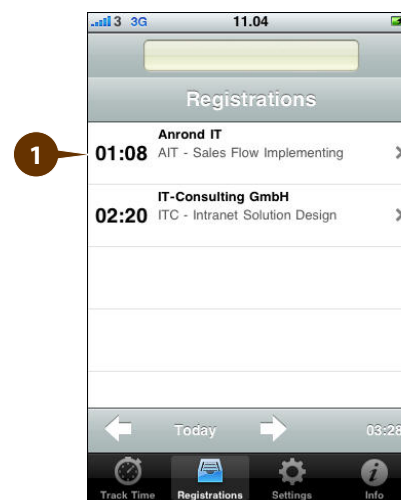 3 3G 11.04
Registrations
1
01:08 Anrond IT
AIT - Sales Flow Implementing
02:20 IT-Consulting GmbH
ITC - Intranet Solution Design
Today 03:28
Track Time Registrations Settings Info